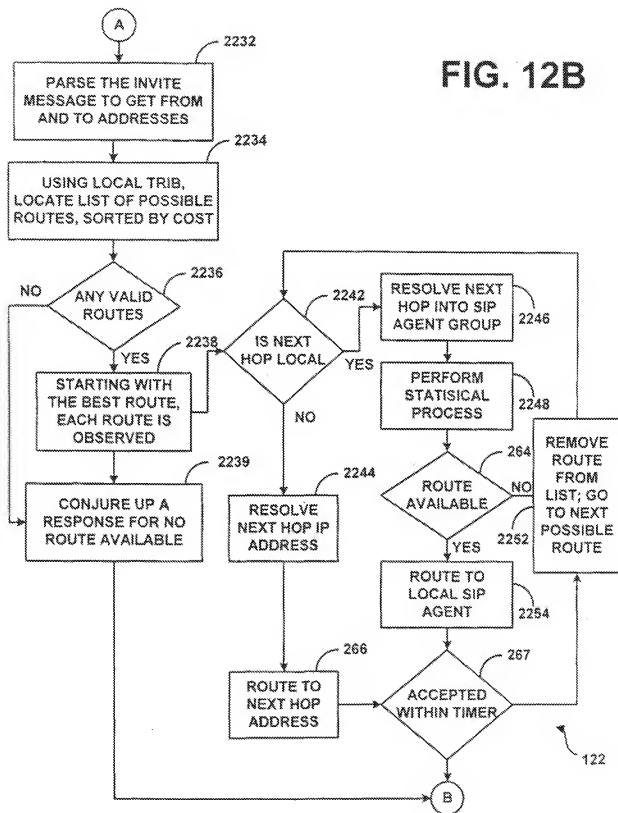 A
2232
FIG. 12B
PARSE THE INVITE
MESSAGE TO GET FROM
AND TO ADDRESSES
2234
USING LOCAL TRIB,
LOCATE LIST OF POSSIBLE
ROUTES, SORTED BY COST
2236
NO
ANY VALID
ROUTES
YES
2238
STARTING WITH
THE BEST ROUTE,
EACH ROUTE IS
OBSERVED
2239
CONJURE UP A
RESPONSE FOR NO
ROUTE AVAILABLE
2242
IS NEXT
HOP LOCAL
YES
NO
2244
RESOLVE
NEXT HOP IP
ADDRESS
266
ROUTE TO
NEXT HOP
ADDRESS
RESOLVE NEXT
HOP INTO SIP
AGENT GROUP
2246
PERFORM
STATISICAL
PROCESS
2248
264
ROUTE
AVAILABLE
NO
YES
2252
REMOVE
ROUTE
FROM
LIST; GO
TO NEXT
POSSIBLE
ROUTE
ROUTE TO
LOCAL SIP
AGENT
2254
267
ACCEPTED
WITHIN TIMER
122
B